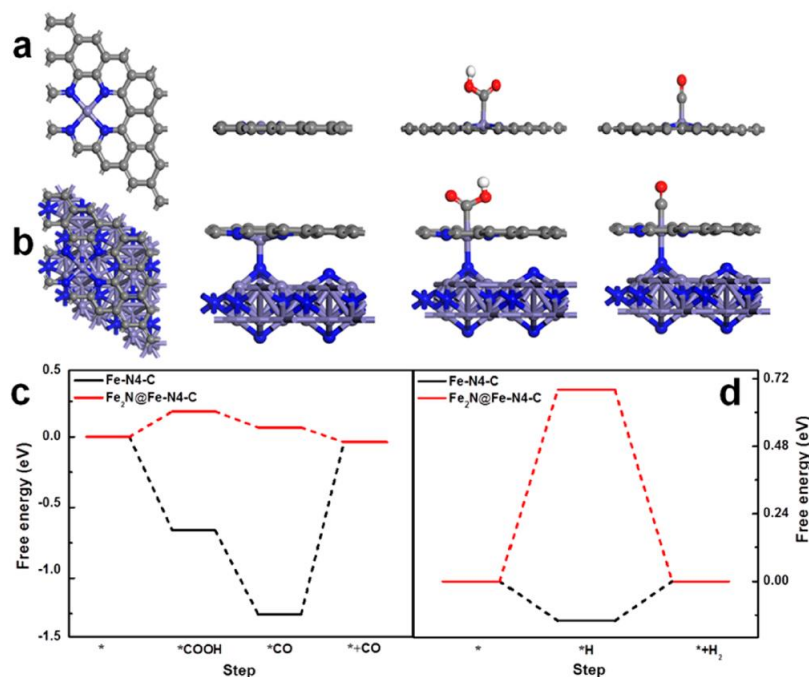 a
b
c
Fe-N4-C
Fe₂N@Fe-N4-C
0.5
0.0
-0.5
-1.0
-1.5
Free energy (eV)
*
*COOH
*CO
*+CO
Step
d
Fe-N4-C
Fe₂N@Fe-N4-C
0.72
0.48
0.24
0.00
Free energy (eV)
*
*H
*+H₂
Step